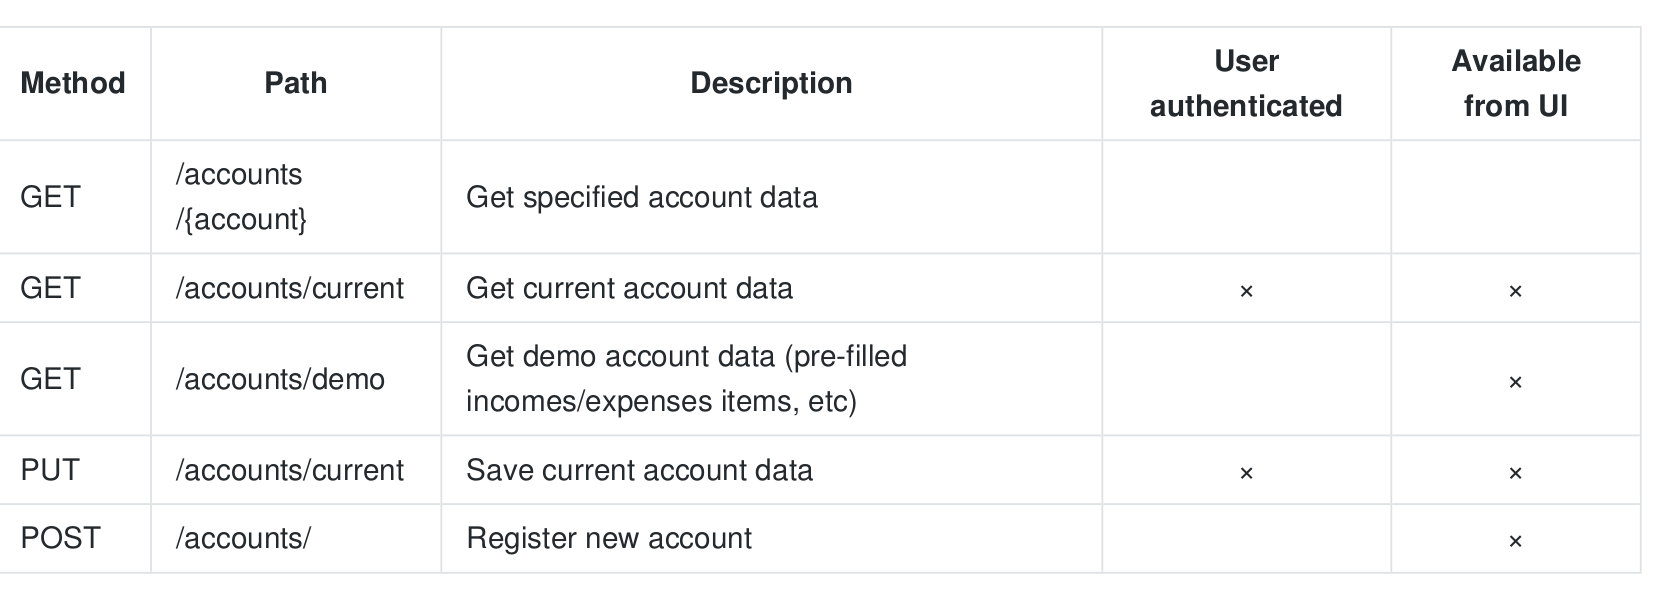 Method Path Description User authenticated Available from UI
GET /accounts /{account} Get specified account data
GET /accounts/current Get current account data × ×
GET /accounts/demo Get demo account data (pre-filled incomes/expenses items, etc) ×
PUT /accounts/current Save current account data × ×
POST /accounts/ Register new account ×